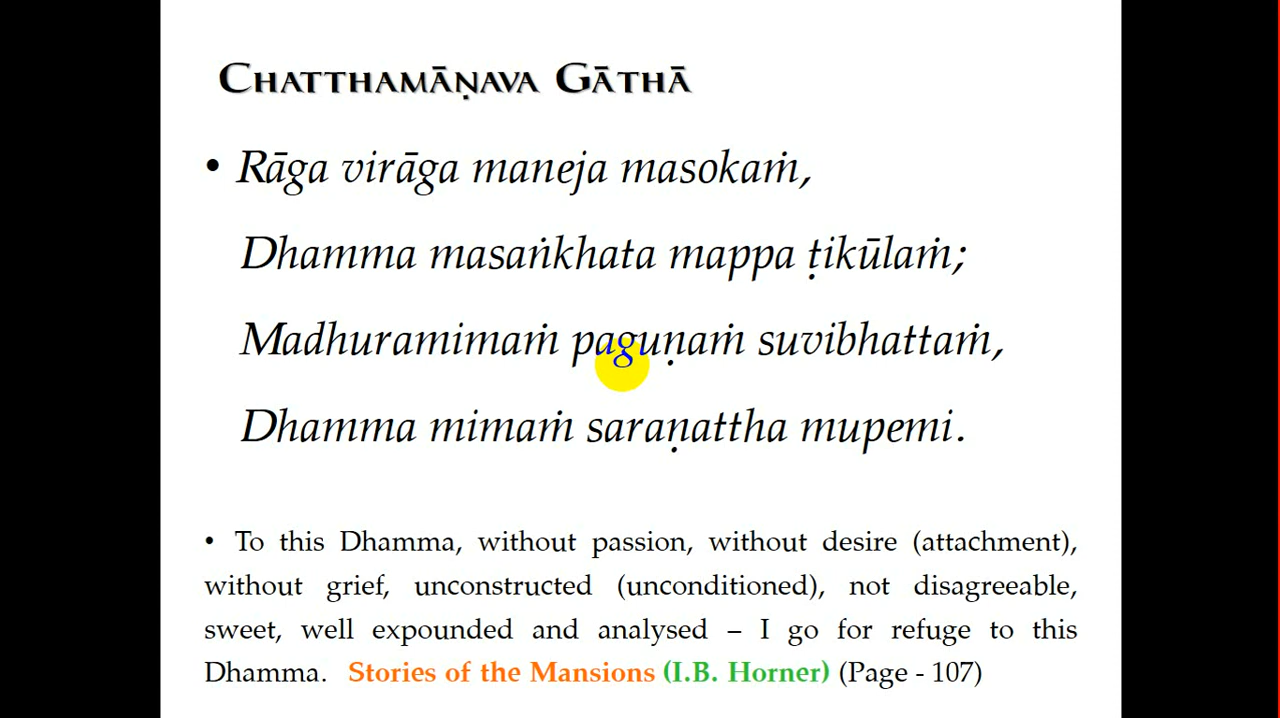 Chatthamāṇava Gāthā
• Rāga virāga maneja masokaṁ,
Dhamma masaṅkhata mappa ṭikūlaṁ;
Madhuramimaṁ paguṇaṁ suvibhattaṁ,
Dhamma mimaṁ saraṇattha mupemi.
• To this Dhamma, without passion, without desire (attachment),
without grief, unconstructed (unconditioned), not disagreeable,
sweet, well expounded and analysed – I go for refuge to this
Dhamma. Stories of the Mansions (I.B. Horner) (Page - 107)